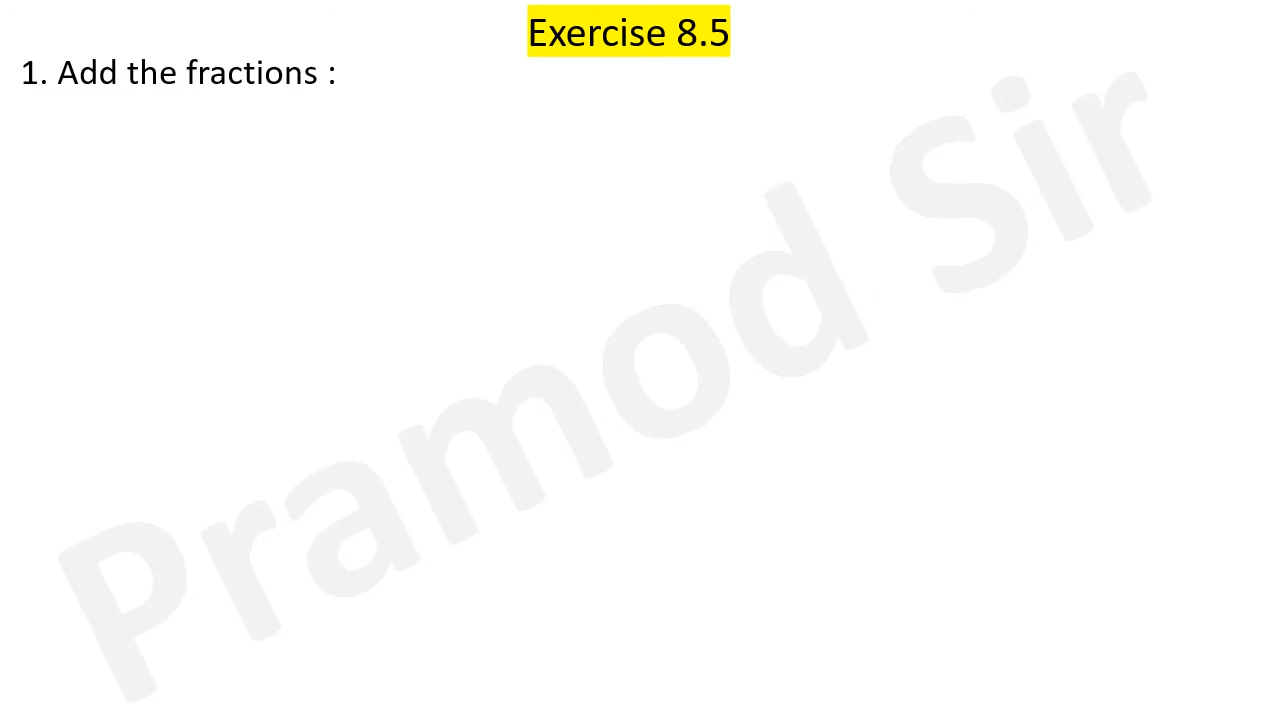 Exercise 8.5
1. Add the fractions :
Pramod Sir